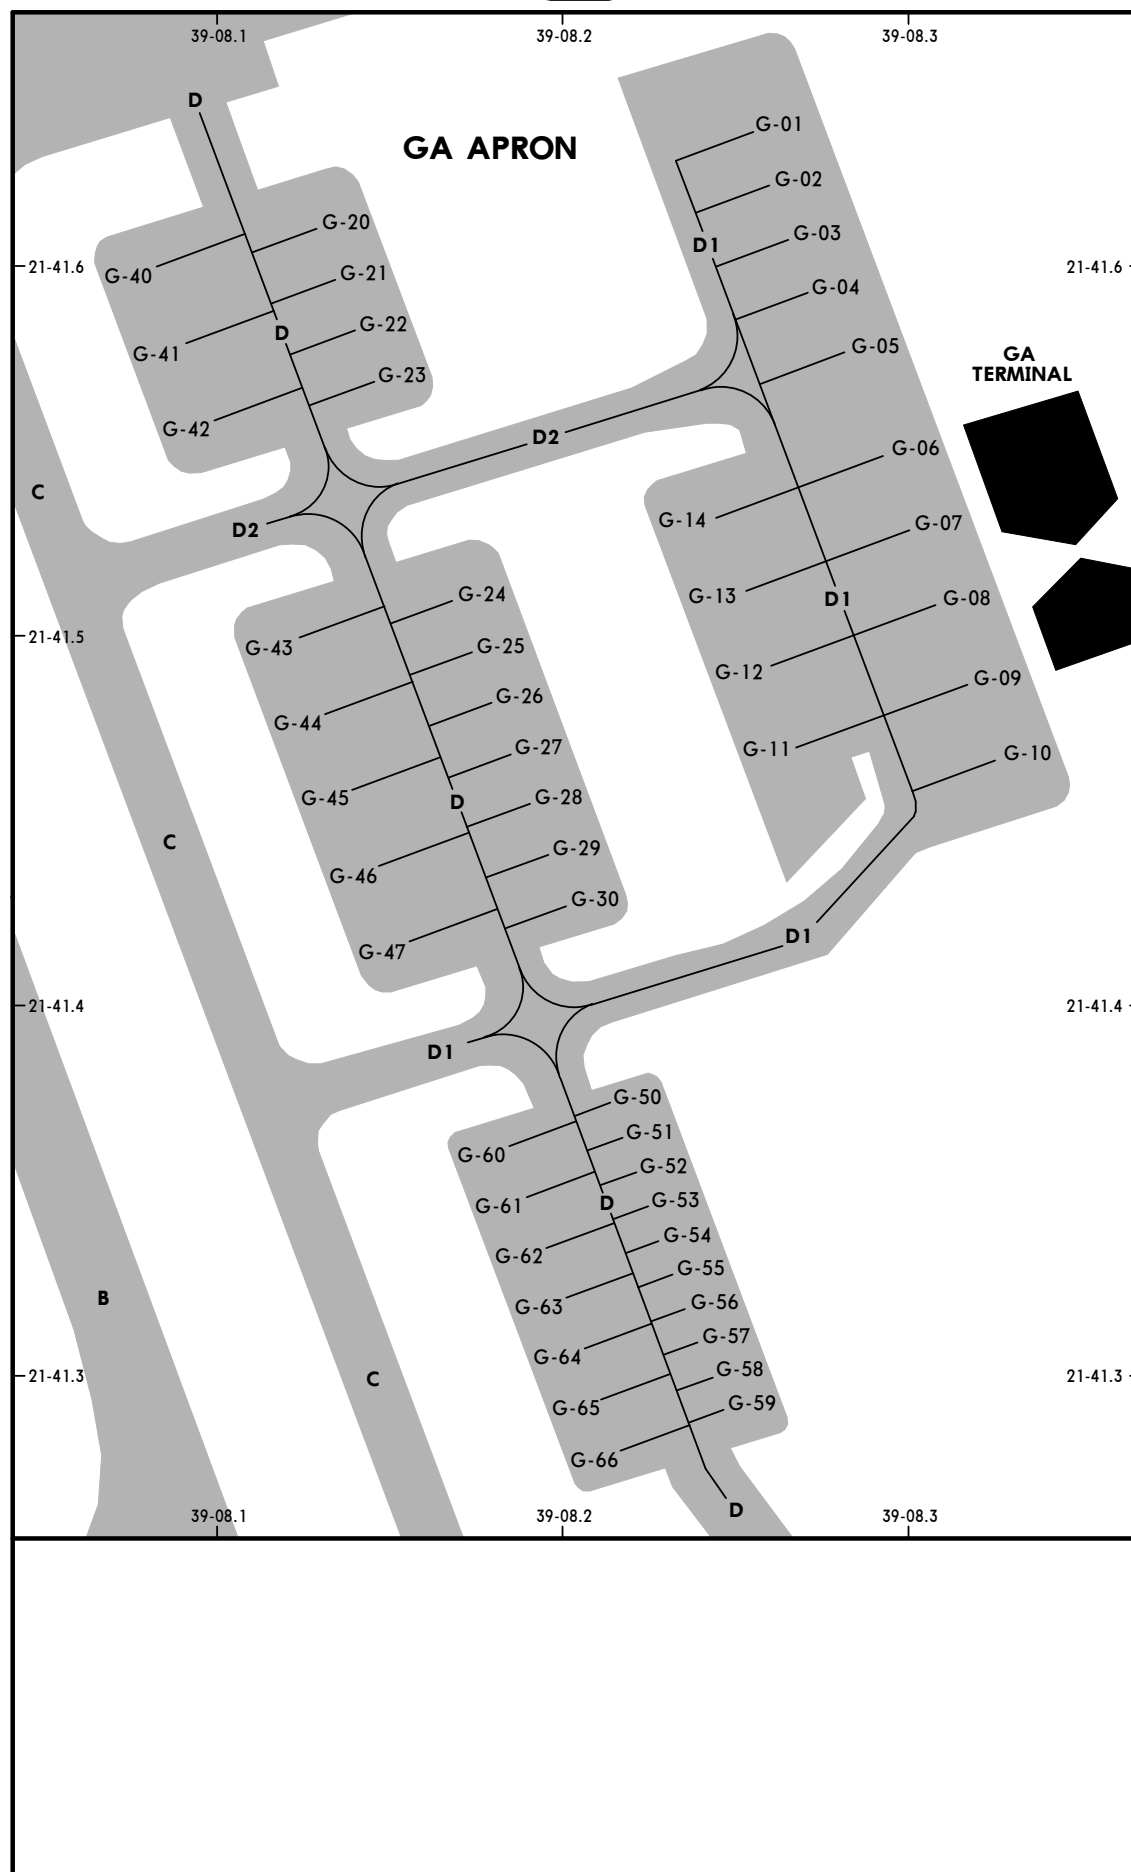 39-08.1
39-08.2
39-08.3
D
GA APRON
G-01
G-02
G-20
G-03
D1
21-41.6
G-40
G-21
21-41.6
G-04
G-22
D
G-41
G-05
GA
TERMINAL
G-23
G-42
D2
G-06
C
G-14
D2
G-07
G-24
G-13
D1
G-08
21-41.5
G-43
G-25
G-12
G-09
G-26
G-44
G-27
G-11
G-10
G-45
D
G-28
C
G-29
G-46
G-30
G-47
D1
21-41.4
21-41.4
D1
G-50
G-51
G-60
G-52
G-53
G-61
D
G-54
G-62
G-55
B
G-56
G-63
G-57
G-64
G-58
21-41.3
C
21-41.3
G-59
G-65
G-66
D
39-08.1
39-08.2
39-08.3